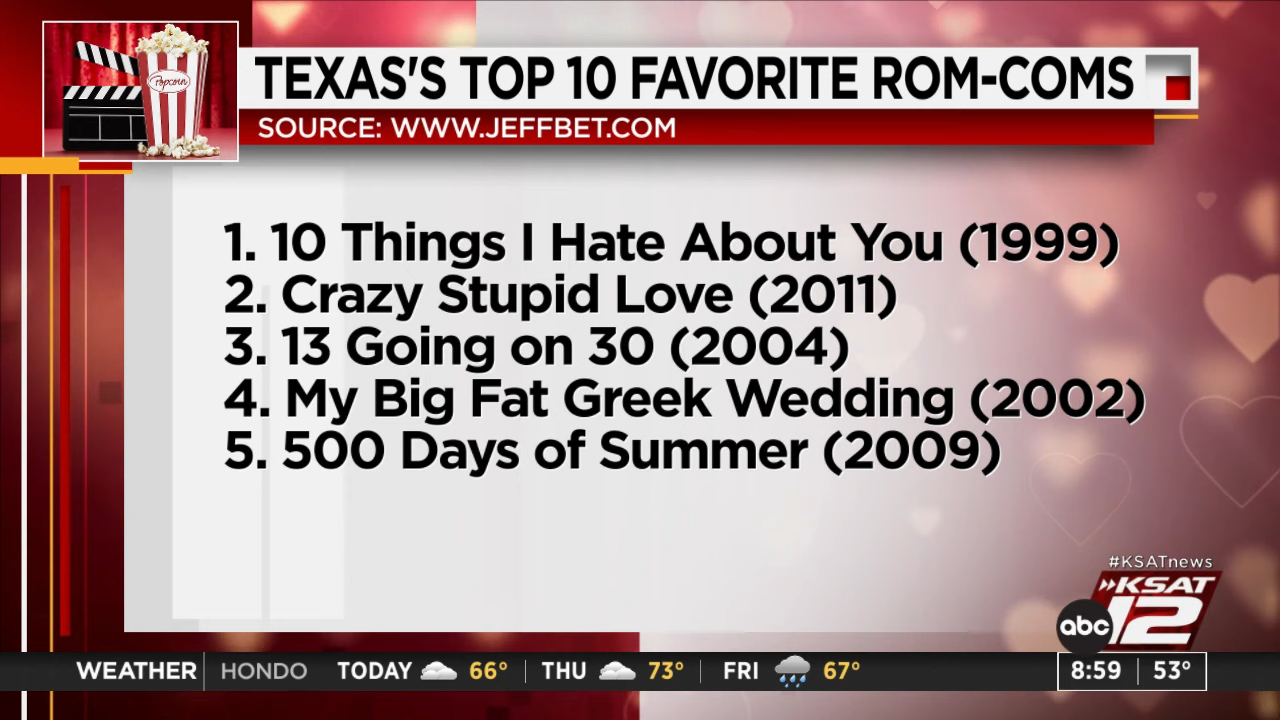 Popcorn
TEXAS'S TOP 10 FAVORITE ROM-COMS
SOURCE: WWW.JEFFBET.COM
1. 10 Things I Hate About You (1999)
2. Crazy Stupid Love (2011)
3. 13 Going on 30 (2004)
4. My Big Fat Greek Wedding (2002)
5. 500 Days of Summer (2009)
#KSATnews
KSAT
abc 12
WEATHER HONDO TODAY 66° THU 73° FRI 67° 8:59 53°